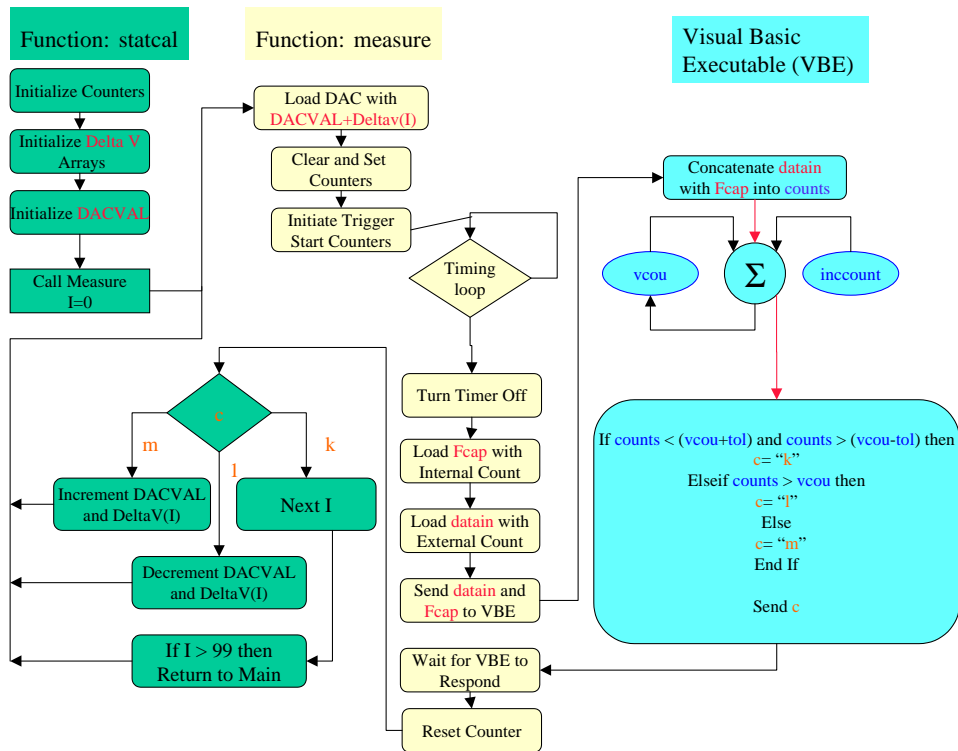 Function: statcal
Function: measure
Visual Basic
Executable (VBE)
Initialize Counters
Initialize Delta V
Arrays
Initialize DACVAL
Call Measure
I=0
Load DAC with
DACVAL+Deltav(I)
Clear and Set
Counters
Initiate Trigger
Start Counters
Timing
loop
Turn Timer Off
Load Fcap with
Internal Count
Load datain with
External Count
Send datain and
Fcap to VBE
Wait for VBE to
Respond
Reset Counter
Concatenate datain
with Fcap into counts
vcou
Σ
inccount
If counts < (vcou+tol) and counts > (vcou-tol) then
c= “k”
Elseif counts > vcou then
c= “l”
Else
c= “m”
End If
Send c
c
m
l
k
Increment DACVAL
and DeltaV(I)
Next I
Decrement DACVAL
and DeltaV(I)
If I > 99 then
Return to Main